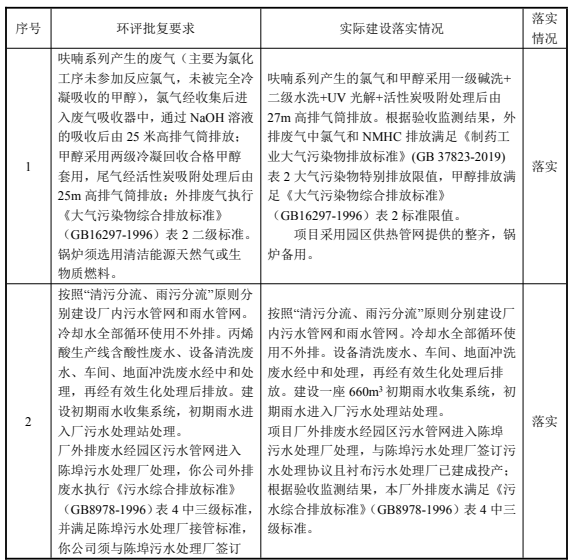 序号
环评批复要求
实际建设落实情况
落实
情况
1
呋喃系列产生的废气（主要为氯化
工序未参加反应氯气，未被完全冷
凝吸收的甲醇），氯气经收集后进
入废气吸收器中，通过 NaOH 溶液
的吸收后由 25 米高排气筒排放；
甲醇采用两级冷凝回收合格甲醇
套用，尾气经活性炭吸附处理后由
25m 高排气筒排放；外排废气执行
《大气污染物综合排放标准》
（GB16297-1996）表 2 二级标准。
锅炉须选用清洁能源天然气或生
物质燃料。
呋喃系列产生的氯气和甲醇采用一级碱洗+
二级水洗+UV 光解+活性炭吸附处理后由
27m 高排气筒排放。根据验收监测结果，外
排废气中氯气和 NMHC 排放满足《制药工
业大气污染物排放标准》(GB 37823-2019)
表 2 大气污染物特别排放限值，甲醇排放满
足《大气污染物综合排放标准》
（GB16297-1996）表 2 标准限值。
项目采用园区供热管网提供的整齐，锅
炉备用。
落实
2
按照“清污分流、雨污分流”原则分
别建设厂内污水管网和雨水管网。
冷却水全部循环使用不外排。丙烯
酸生产线含酸性废水、设备清洗废
水、车间、地面冲洗废水经中和处
理，再经有效生化处理后排放。建
设初期雨水收集系统，初期雨水进
入厂污水处理站处理。
厂外排废水经园区污水管网进入
陈埠污水处理厂处理，你公司外排
废水执行《污水综合排放标准》
（GB8978-1996）表 4 中三级标准，
并满足陈埠污水处理厂接管标准，
你公司须与陈埠污水处理厂签订
按照“清污分流、雨污分流”原则分别建设厂
内污水管网和雨水管网。冷却水全部循环使
用不外排。设备清洗废水、车间、地面冲洗
废水经中和处理，再经有效生化处理后排
放。建设一座 660m³ 初期雨水收集系统，初
期雨水进入厂污水处理站处理。
项目厂外排废水经园区污水管网进入陈埠
污水处理厂处理，与陈埠污水处理厂签订污
水处理协议且衬布污水处理厂已建成投产；
根据验收监测结果，本厂外排废水满足《污
水综合排放标准》（GB8978-1996）表 4 中三
级标准。
落实